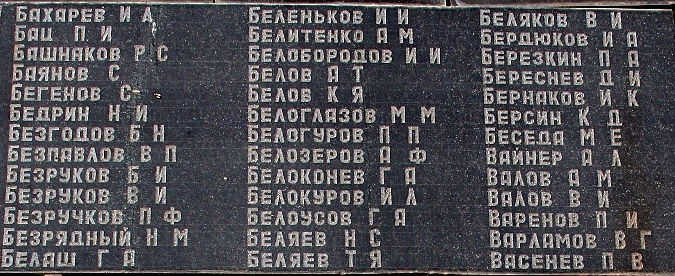 БАХАРЕВ И А
БАЦ П И
БАШНАКОВ Р С
БАЯНОВ С
БЕГЕНОВ С
БЕДРИН Н И
БЕЗГОДОВ Б Н
БЕЗПАВЛОВ В П
БЕЗРУКОВ Б И
БЕЗРУКОВ В И
БЕЗРУЧКОВ П Ф
БЕЗРЯДНЫЙ Н М
БЕЛАШ Г А
БЕЛЕНЬКОВ И И
БЕЛИТЕНКО А М
БЕЛОБОРОДОВ И И
БЕЛОВ А Т
БЕЛОВ К Я
БЕЛОГЛАЗОВ М М
БЕЛОГУРОВ П П
БЕЛОЗЕРОВ А Ф
БЕЛОКОНЕВ Г А
БЕЛОКУРОВ И Л
БЕЛОУСОВ Г А
БЕЛЯЕВ Н С
БЕЛЯЕВ Т Я
БЕЛЯКОВ В И
БЕРДЮКОВ И А
БЕРЕЗКИН П А
БЕРЕСНЕВ Д И
БЕРНАКОВ И К
БЕРСИН К Д
БЕСЕДА М Е
ВАЙНЕР А Л
ВАЛОВ А М
ВАЛОВ В И
ВАРЕНОВ П И
ВАРЛАМОВ В Г
ВАСЕНЕВ П В